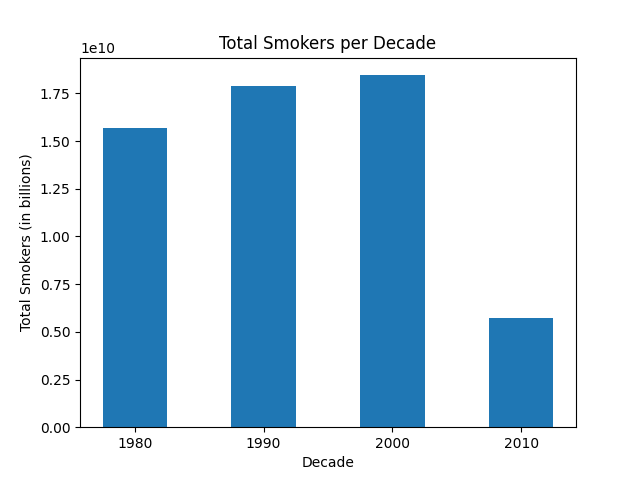 Total Smokers per Decade
1e10
1.75
1.50
1.25
1.00
0.75
0.50
0.25
0.00
Total Smokers (in billions)
1980 1990 2000 2010
Decade